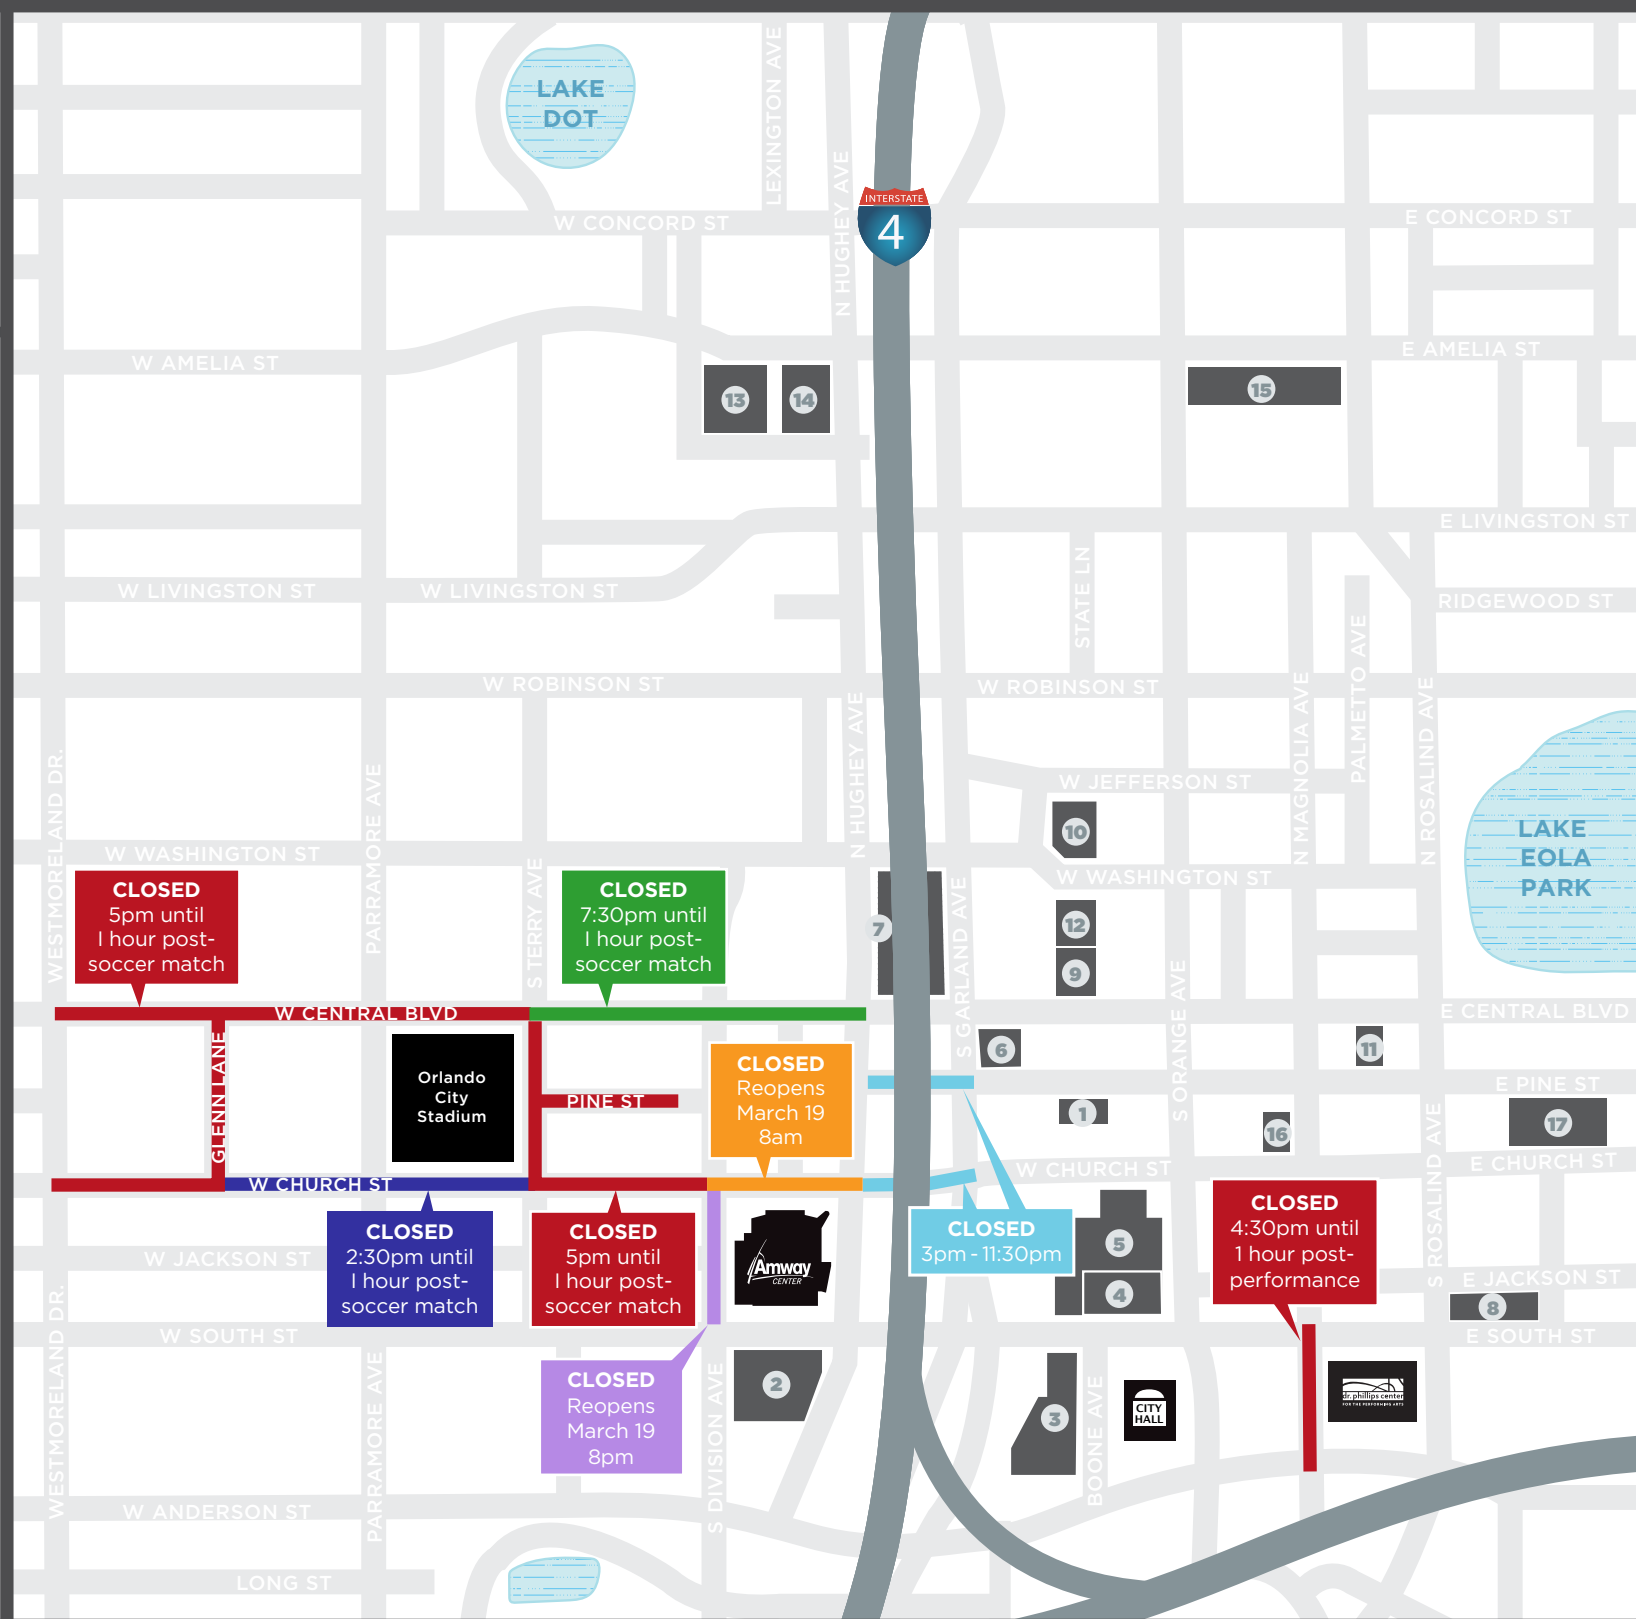 LAKE
DOT
LEXINGTON AVE
W CONCORD ST
N HUGHEY AVE
INTERSTATE
4
E CONCORD ST
W AMELIA ST
E AMELIA ST
13
14
15
E LIVINGSTON ST
W LIVINGSTON ST
W LIVINGSTON ST
STATE LN
RIDGEWOOD ST
W ROBINSON ST
W ROBINSON ST
PALMETTO AVE
N MAGNOLIA AVE
N ROSALIND AVE
N HUGHEY AVE
WESTMORELAND DR.
PARRAMORE AVE
W JEFFERSON ST
10
LAKE
EOLA
PARK
W WASHINGTON ST
W WASHINGTON ST
S TERRY AVE
S GARLAND AVE
CLOSED
5pm until
I hour post-
soccer match
CLOSED
7:30pm until
I hour post-
soccer match
7
12
9
S ORANGE AVE
W CENTRAL BLVD
E CENTRAL BLVD
GLENN LANE
Orlando
City
Stadium
PINE ST
CLOSED
Reopens
March 19
8am
6
11
E PINE ST
1
16
17
S ROSALIND AVE
W CHURCH ST
W CHURCH ST
E CHURCH ST
CLOSED
2:30pm until
I hour post-
soccer match
CLOSED
5pm until
I hour post-
soccer match
Amway
CENTER
CLOSED
3pm - 11:30pm
5
4
CLOSED
4:30pm until
1 hour post-
performance
W JACKSON ST
E JACKSON ST
8
WESTMORELAND DR.
W SOUTH ST
E SOUTH ST
CLOSED
Reopens
March 19
8pm
PARRAMORE AVE
S DIVISION AVE
2
3
BOONE AVE
CITY
HALL
dr. phillips center
FOR THE PERFORMING ARTS
W ANDERSON ST
LONG ST